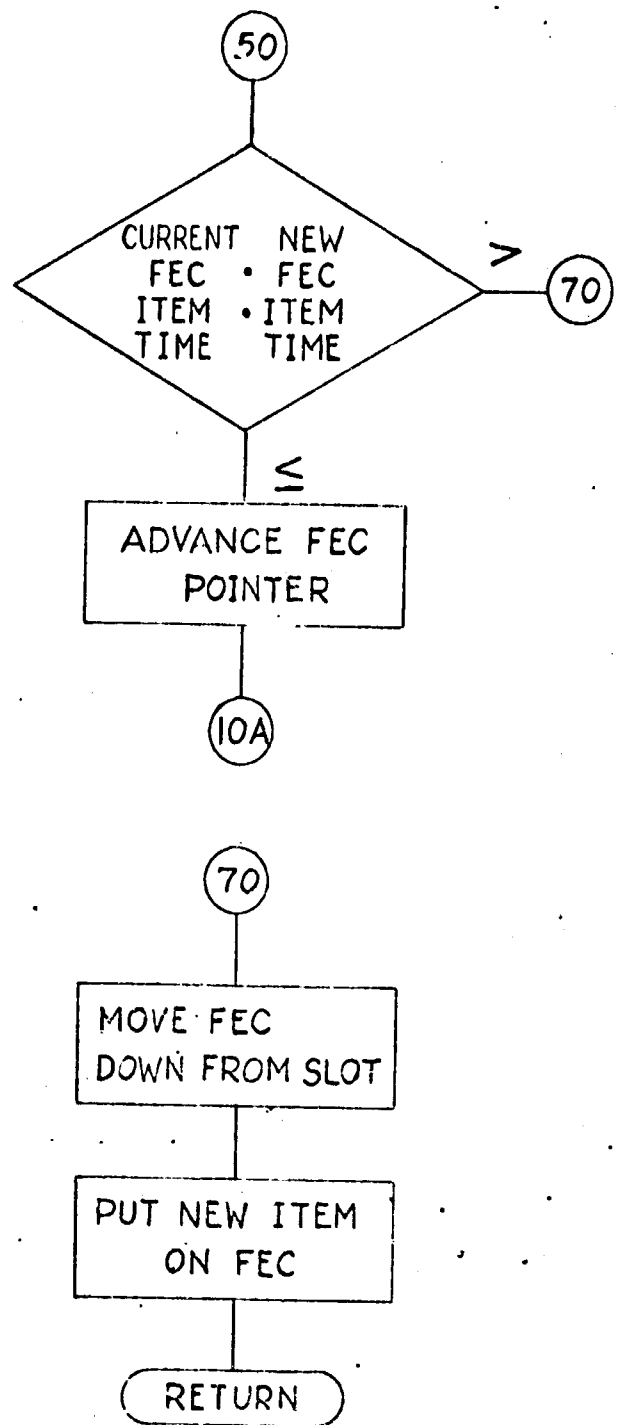 50
CURRENT NEW
FEC : FEC
ITEM : ITEM
TIME TIME
>
70
≤
ADVANCE FEC
POINTER
10A
70
MOVE FEC
DOWN FROM SLOT
PUT NEW ITEM
ON FEC
RETURN